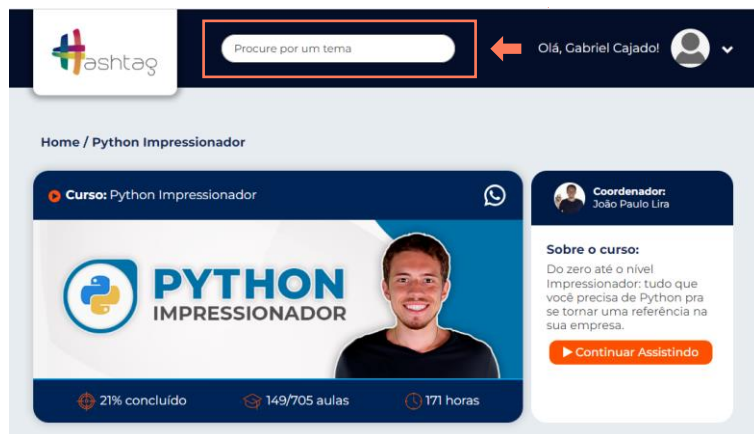 Hashtag
Procure por um tema
Olá, Gabriel Cajado!
Home / Python Impressionador
Curso: Python Impressionador
PYTHON
IMPRESSIONADOR
21% concluído
149/705 aulas
171 horas
Coordenador:
João Paulo Lira
Sobre o curso:
Do zero até o nível
Impressionador: tudo que
você precisa de Python pra
se tornar uma referência na
sua empresa.
Continuar Assistindo